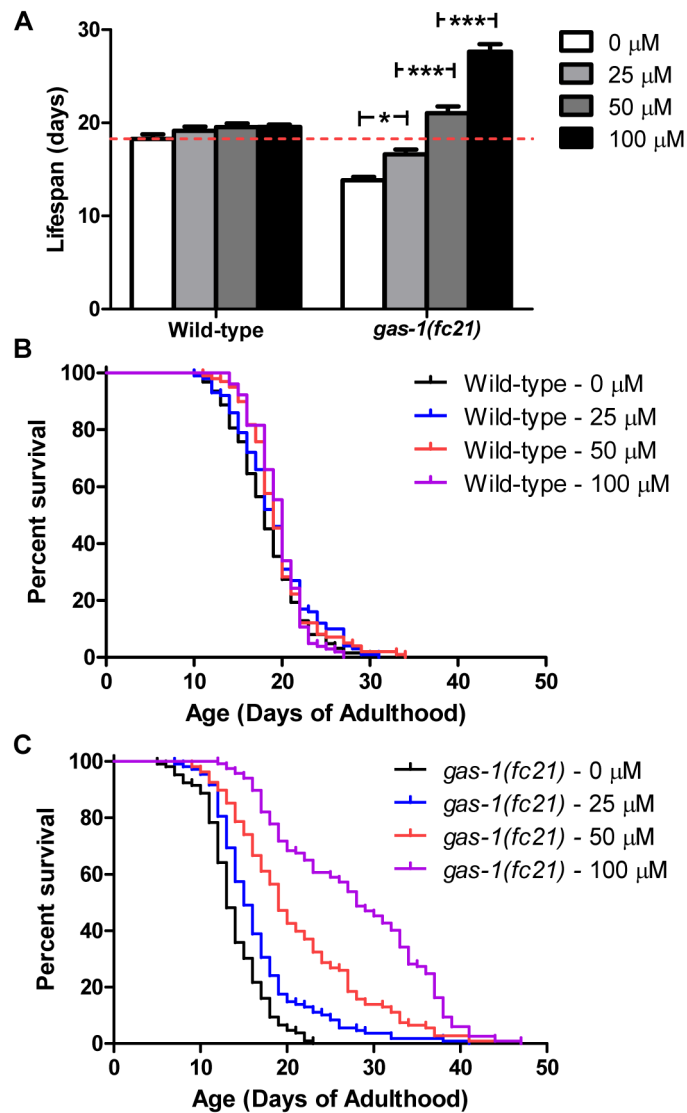 A
Lifespan (days)
30
20
10
0
*
***
***
Wild-type
gas-1(fc21)
0 μM
25 μM
50 μM
100 μM
B
Percent survival
100
80
60
40
20
0
0 10 20 30 40 50
Age (Days of Adulthood)
Wild-type - 0 μM
Wild-type - 25 μM
Wild-type - 50 μM
Wild-type - 100 μM
C
Percent survival
100
80
60
40
20
0
0 10 20 30 40 50
Age (Days of Adulthood)
gas-1(fc21) - 0 μM
gas-1(fc21) - 25 μM
gas-1(fc21) - 50 μM
gas-1(fc21) - 100 μM